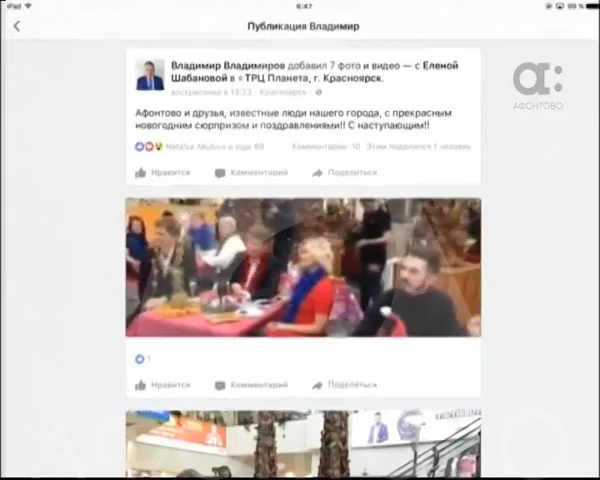 iPad
6:47
99 %
Публикация Владимир
Владимир Владимиров добавил 7 фото и видео — с Еленой
Шабановой в ТРЦ Планета, г. Красноярск.
воскресенье в 13:33 · Красноярск ·
Афонтово и друзья, известные люди нашего города, с прекрасным
новогодним сюрпризом и поздравлениями!! С наступающим!!
и еще 69
Комментарии: 10 Этим поделился 1 человек
Нравится Комментарий Поделиться
1
Нравится Комментарий Поделиться
а:
АФОНТОВО